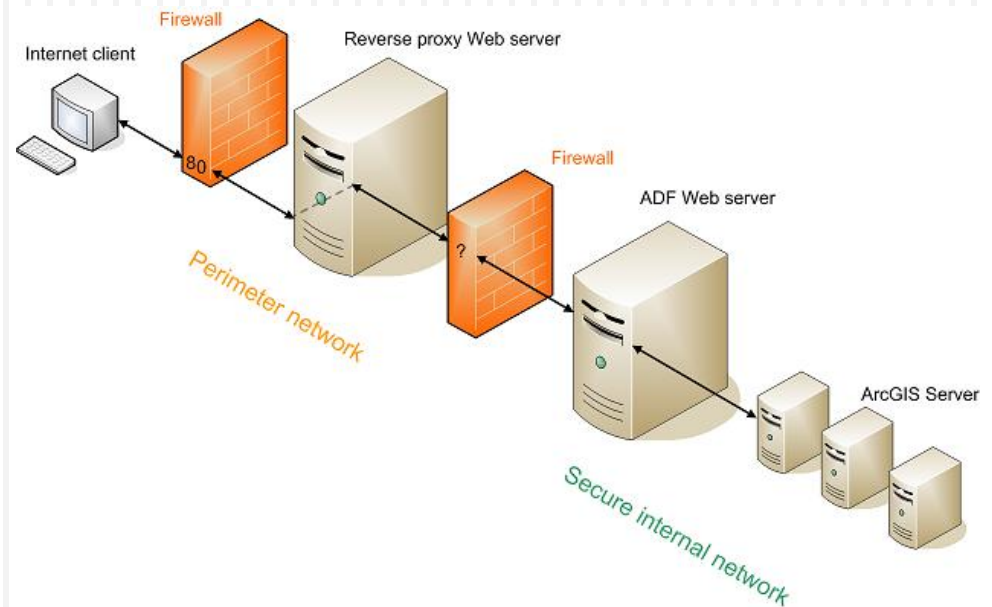 Firewall
Internet client
Reverse proxy Web server
80
Firewall
?
ADF Web server
Perimeter network
ArcGIS Server
Secure internal network